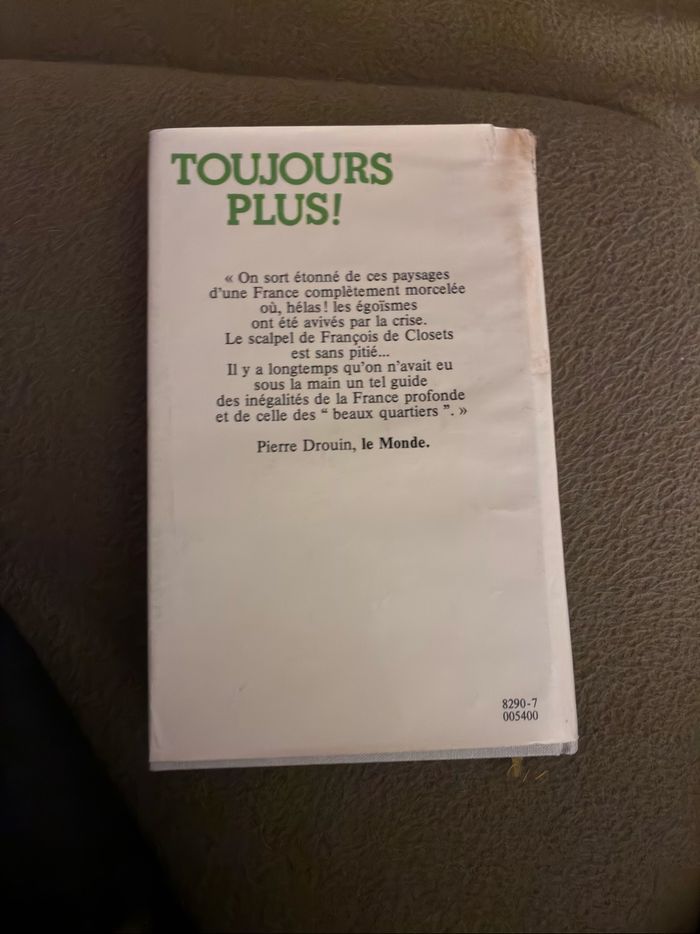 TOUJOURS
PLUS!
« On sort étonné de ces paysages
d'une France complètement morcelée
où, hélas! les égoïsmes
ont été avivés par la crise.
Le scalpel de François de Closets
est sans pitié...
Il y a longtemps qu'on n'avait eu
sous la main un tel guide
des inégalités de la France profonde
et de celle des " beaux quartiers ". »
Pierre Drouin, le Monde.
8290-7
005400